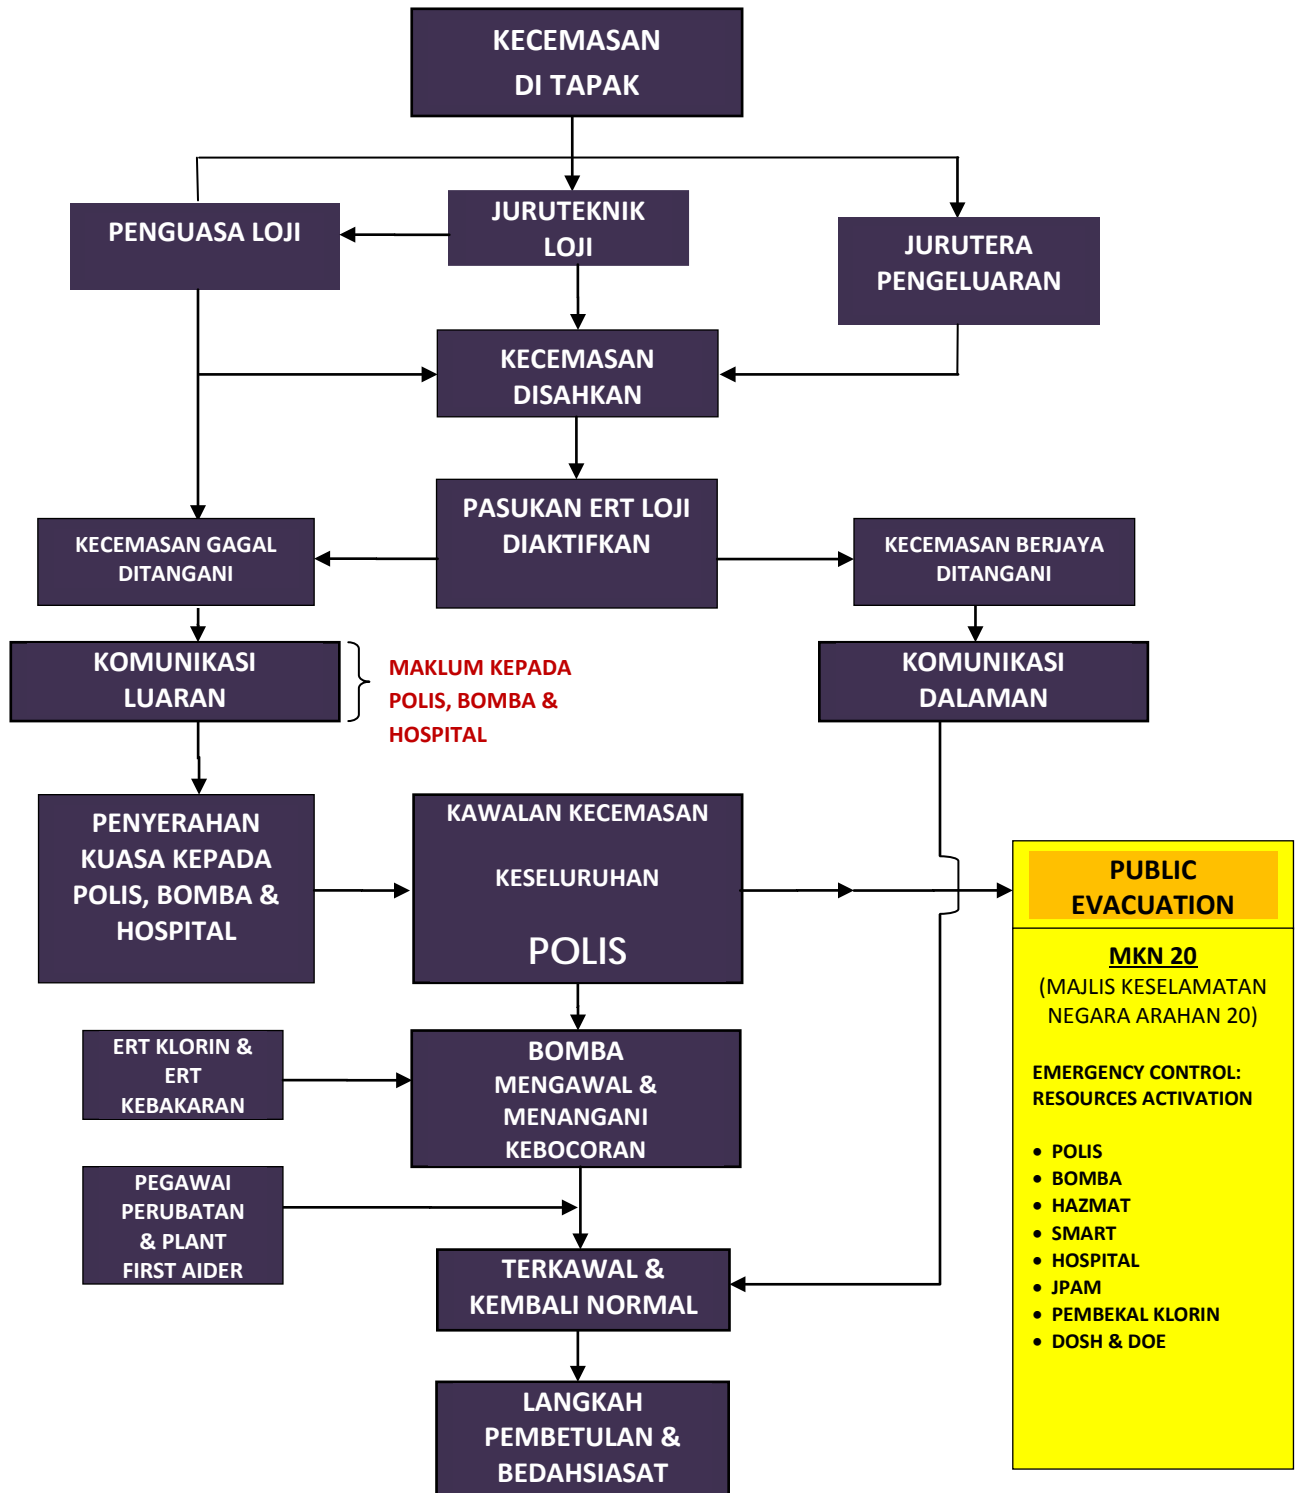 KECEMASAN
DI TAPAK
PENGUASA LOJI
JURUTEKNIK
LOJI
JURUTERA
PENGELUARAN
KECEMASAN
DISAHKAN
PASUKAN ERT LOJI
DIAKTIFKAN
KECEMASAN GAGAL
DITANGANI
KECEMASAN BERJAYA
DITANGANI
KOMUNIKASI
LUARAN
MAKLUM KEPADA
POLIS, BOMBA &
HOSPITAL
KOMUNIKASI
DALAMAN
PENYERAHAN
KUASA KEPADA
POLIS, BOMBA &
HOSPITAL
KAWALAN KECEMASAN
KESELURUHAN
POLIS
PUBLIC
EVACUATION
MKN 20
(MAJLIS KESELAMATAN
NEGARA ARAHAN 20)
EMERGENCY CONTROL:
RESOURCES ACTIVATION
• POLIS
• BOMBA
• HAZMAT
• SMART
• HOSPITAL
• JPAM
• PEMBEKAL KLORIN
• DOSH & DOE
ERT KLORIN &
ERT
KEBAKARAN
BOMBA
MENGAWAL &
MENANGANI
KEBOCORAN
PEGAWAI
PERUBATAN
& PLANT
FIRST AIDER
TERKAWAL &
KEMBALI NORMAL
LANGKAH
PEMBETULAN &
BEDAHSIASAT